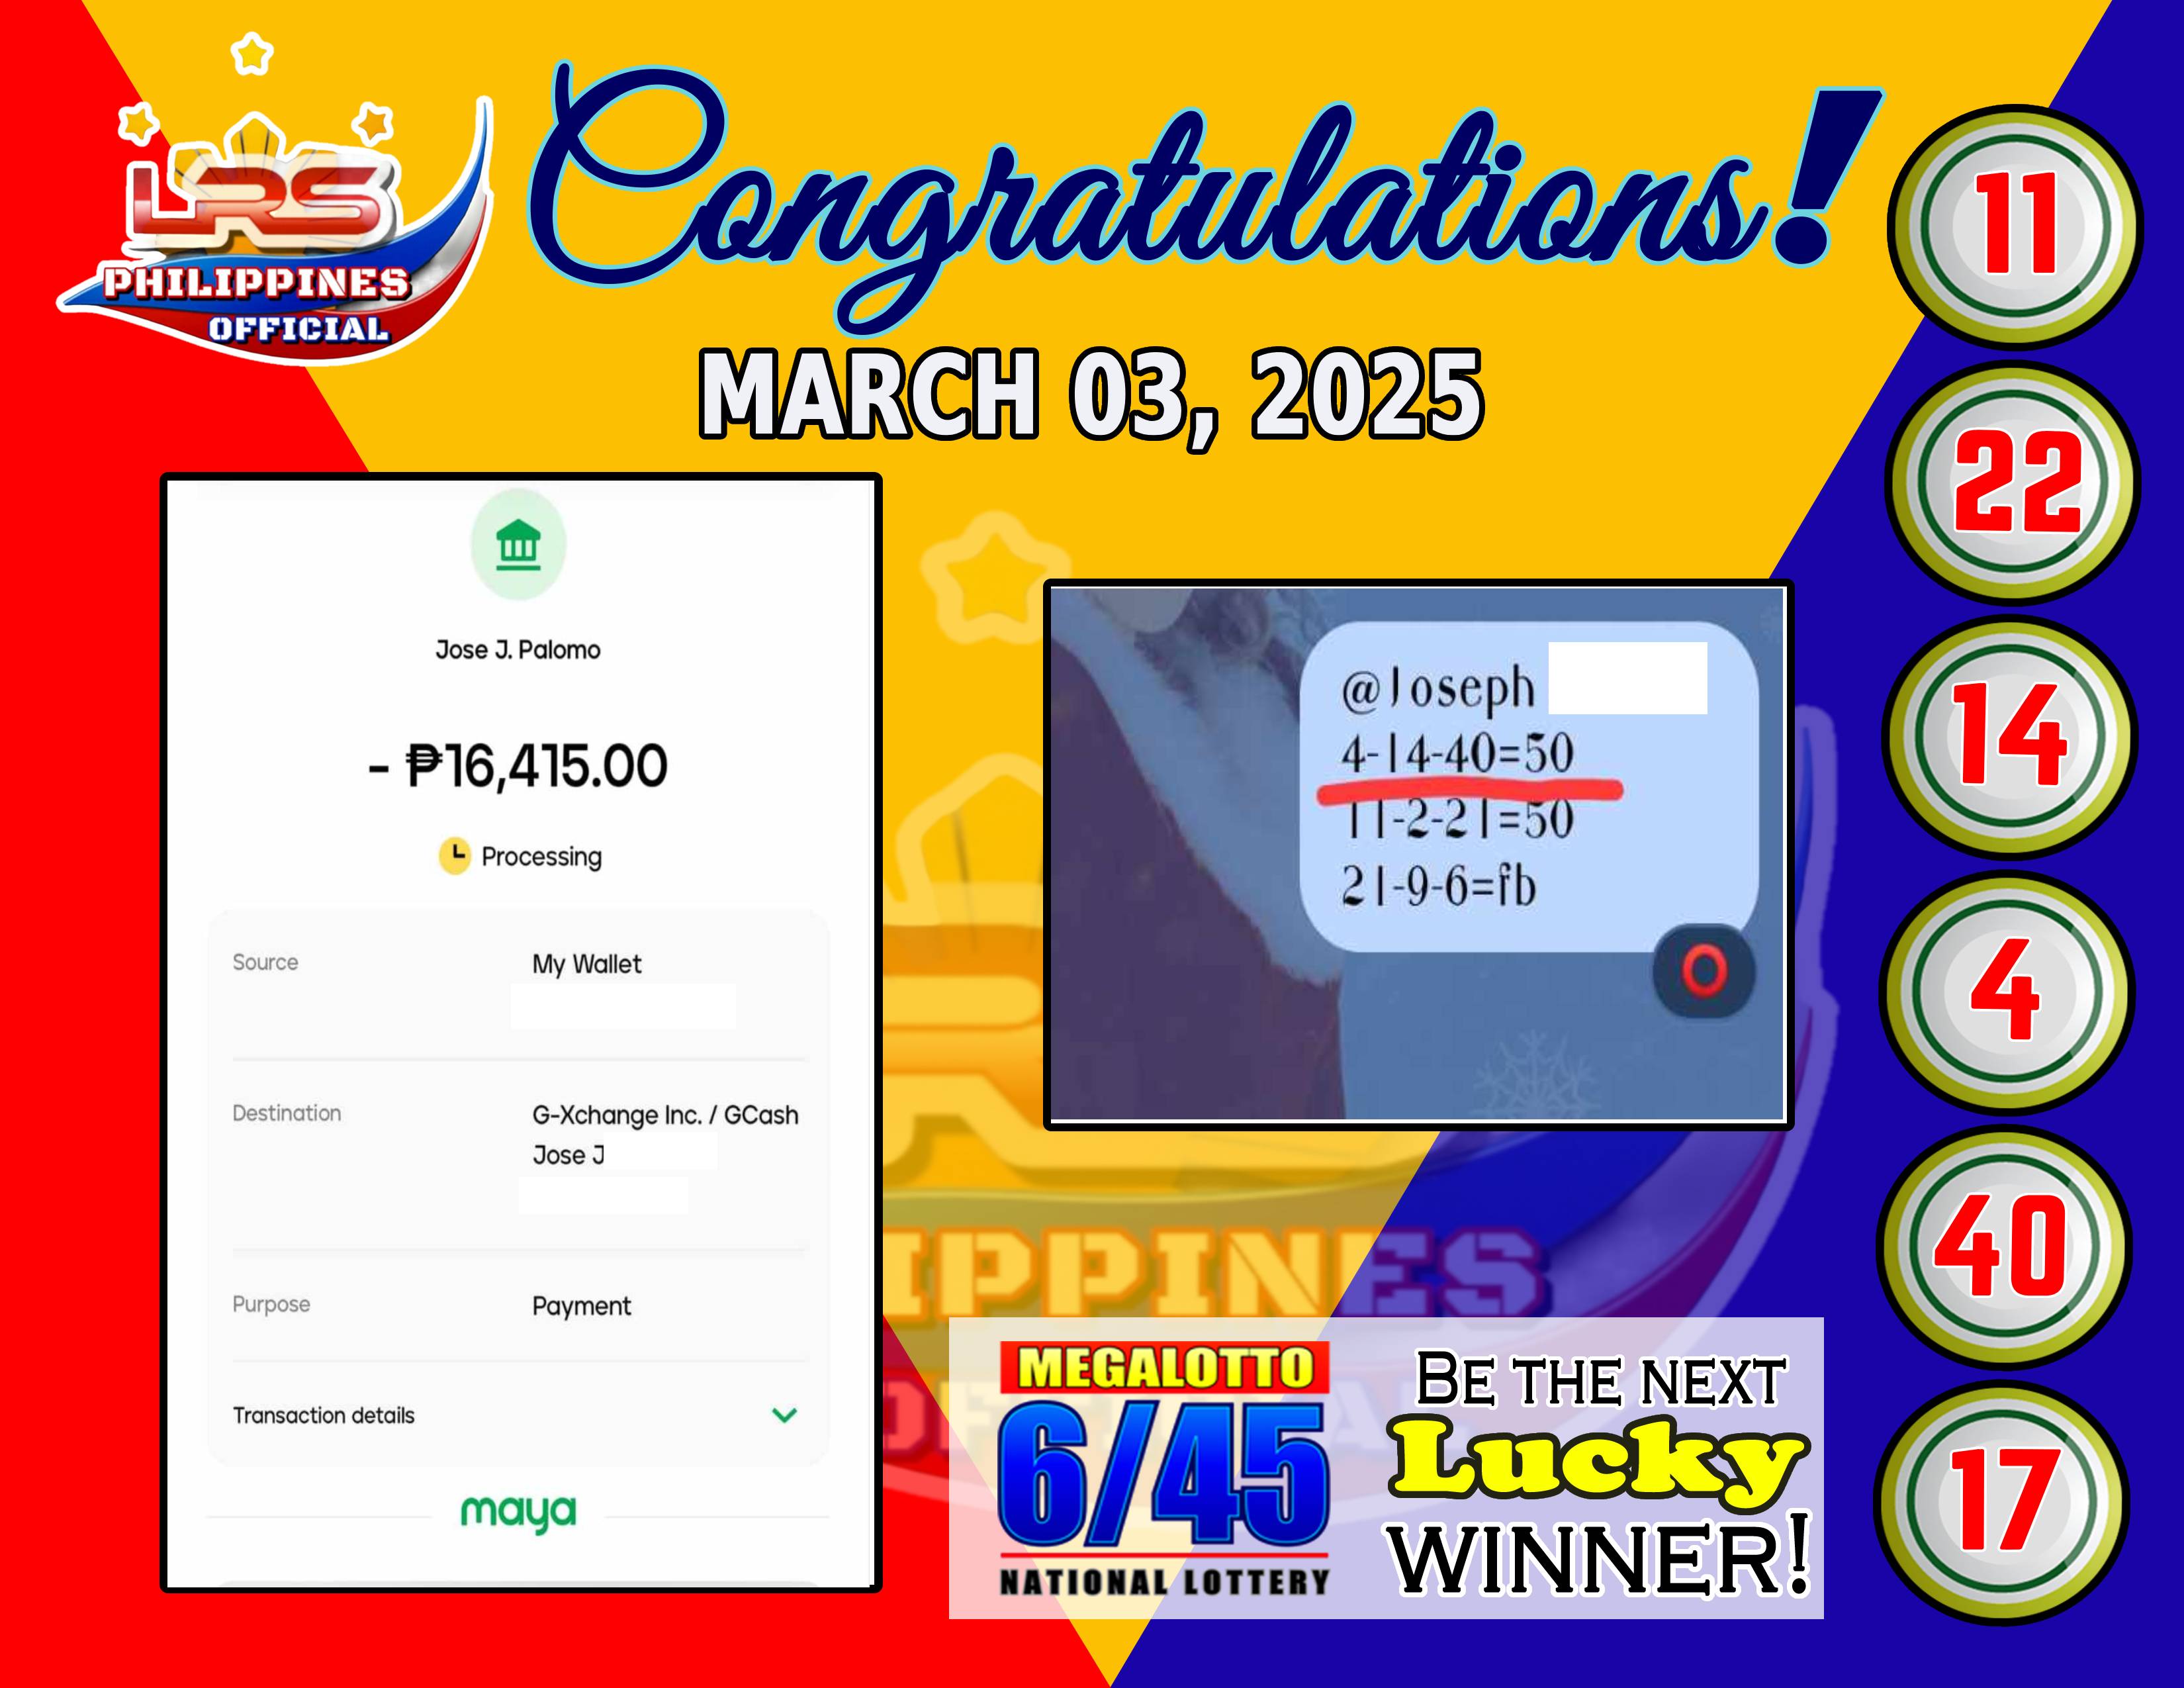 LRS
PHILIPPINES
OFFICIAL
Congratulations!
MARCH 03, 2025
Jose J. Palomo
- ₱16,415.00
Processing
Source
My Wallet
Destination
G-Xchange Inc. / GCash
Jose J
Purpose
Payment
Transaction details
maya
@Joseph
4-14-40=50
11-2-21=50
21-9-6=fb
O
MEGALOTTO
6/45
NATIONAL LOTTERY
BE THE NEXT
Lucky
WINNER!
11
22
14
4
40
17